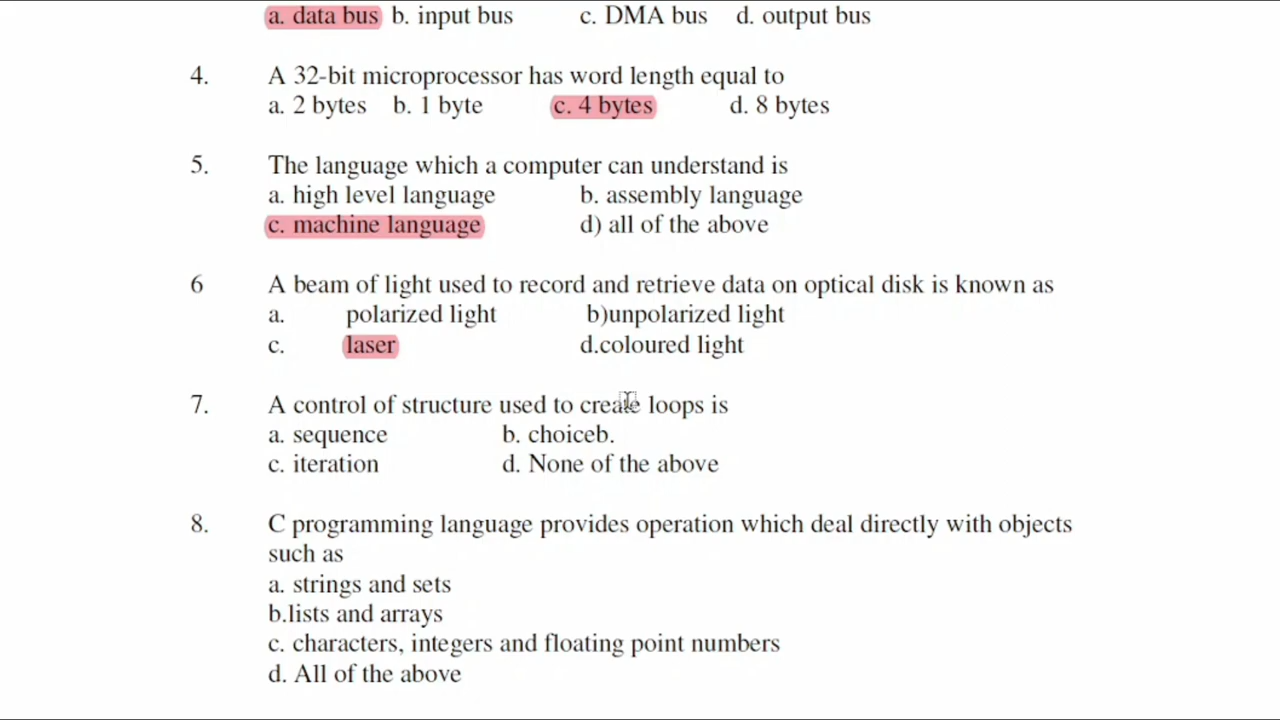 a. data bus b. input bus c. DMA bus d. output bus
4. A 32-bit microprocessor has word length equal to
a. 2 bytes b. 1 byte c. 4 bytes d. 8 bytes
5. The language which a computer can understand is
a. high level language b. assembly language
c. machine language d) all of the above
6 A beam of light used to record and retrieve data on optical disk is known as
a. polarized light b)unpolarized light
c. laser d.coloured light
7. A control of structure used to create loops is
a. sequence b. choiceb.
c. iteration d. None of the above
8. C programming language provides operation which deal directly with objects
such as
a. strings and sets
b.lists and arrays
c. characters, integers and floating point numbers
d. All of the above